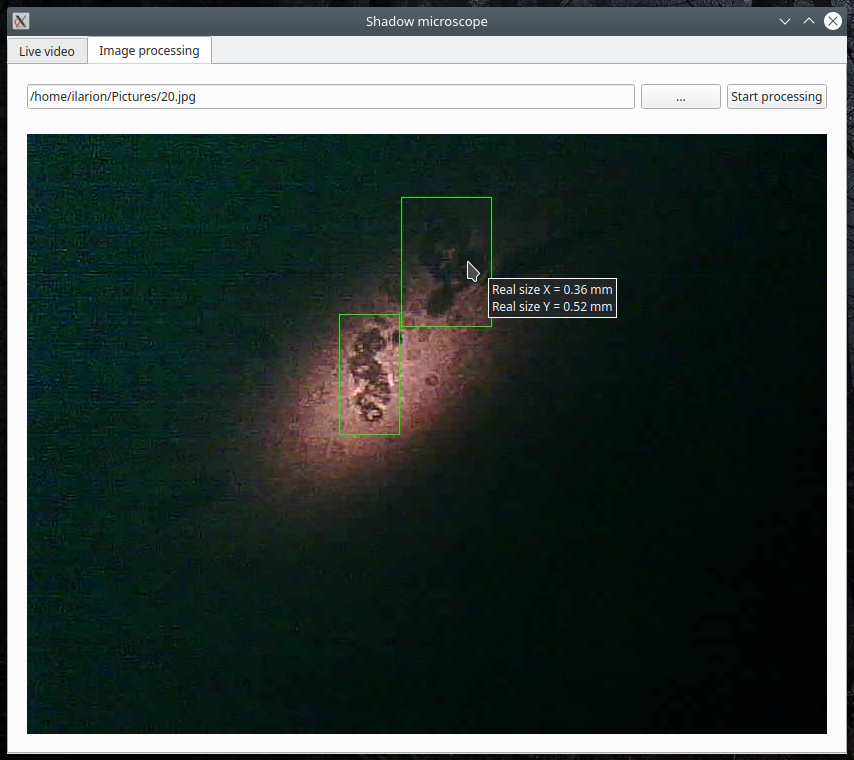 Shadow microscope
Live video
Image processing
/home/ilarion/Pictures/20.jpg
...
Start processing
Real size X = 0.36 mm
Real size Y = 0.52 mm